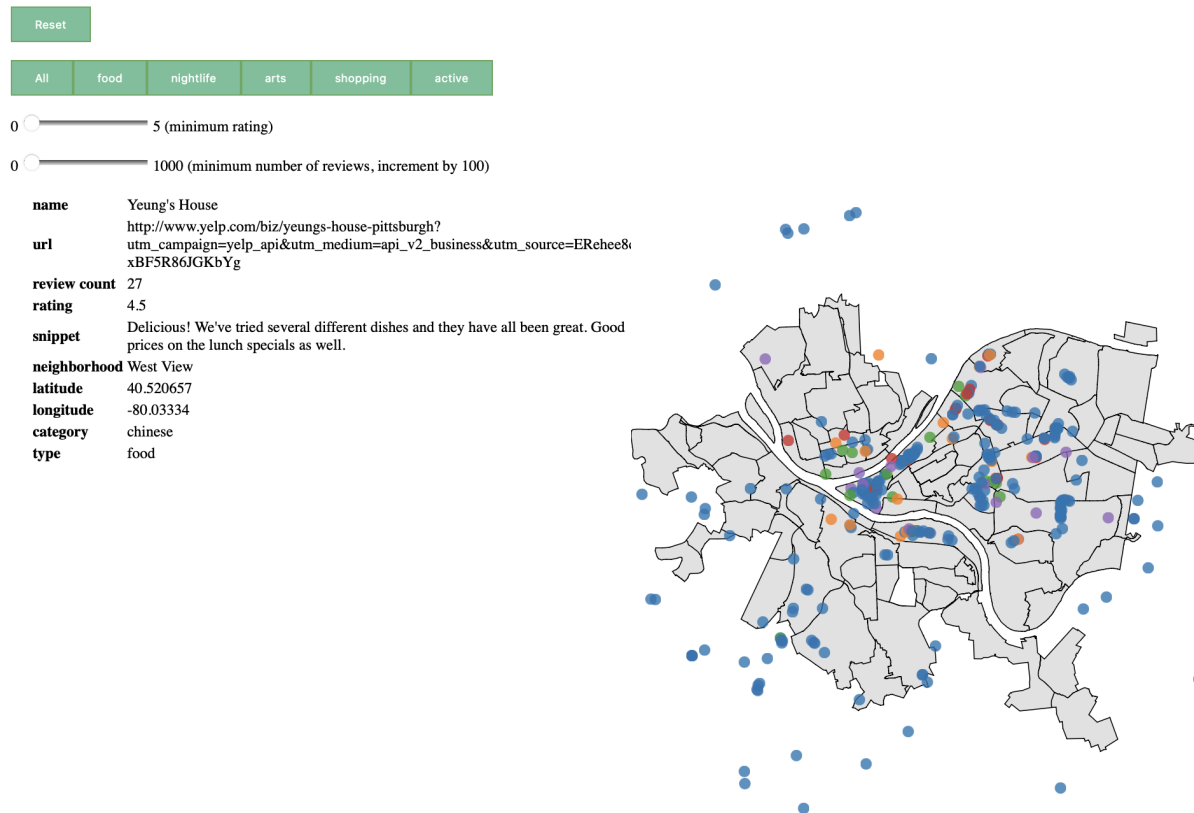 Reset
All food nightlife arts shopping active
0 5 (minimum rating)
0 1000 (minimum number of reviews, increment by 100)
name Yeung's House
http://www.yelp.com/biz/yeungs-house-pittsburgh?
url utm_campaign=yelp_api&utm_medium=api_v2_business&utm_source=ERehee8
xBF5R86JGKbYg
review count 27
rating 4.5
Delicious! We've tried several different dishes and they have all been great. Good
snippet
prices on the lunch specials as well.
neighborhood West View
latitude 40.520657
longitude -80.03334
category chinese
type food